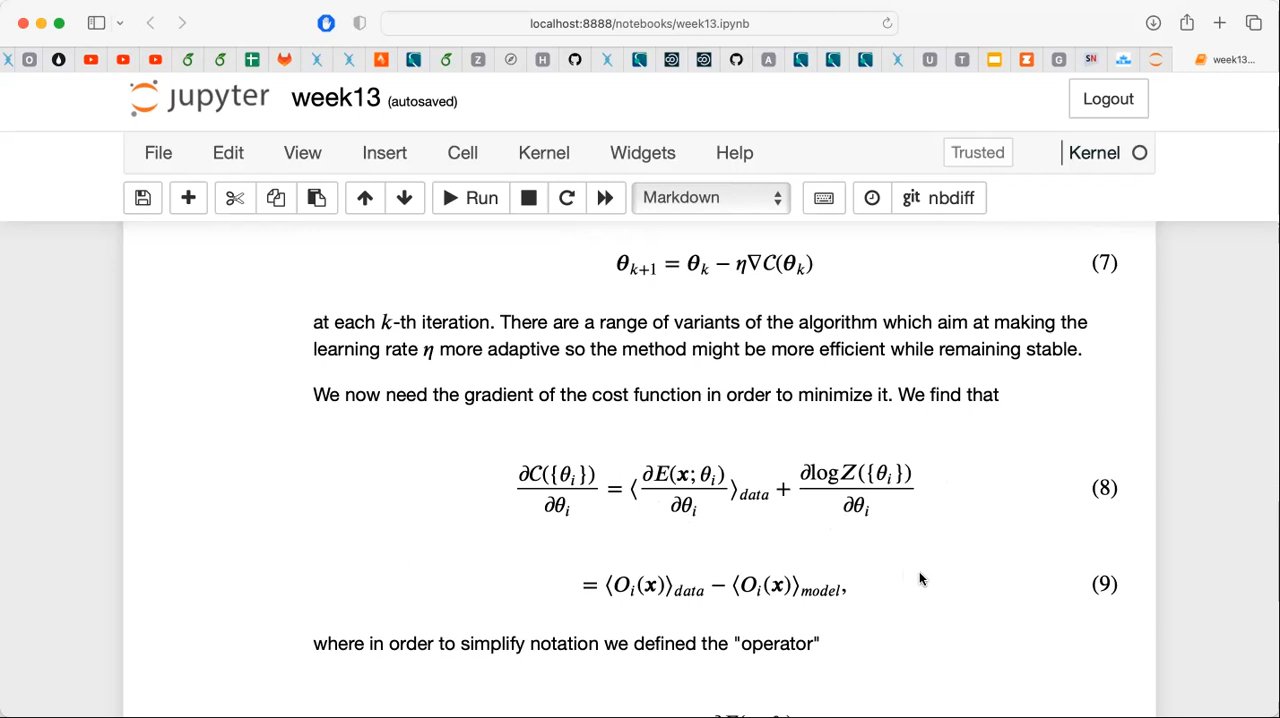 localhost:8888/notebooks/week13.ipynb
week13...
jupyter week13 (autosaved)
Logout
File Edit View Insert Cell Kernel Widgets Help
Trusted
Kernel
Run
Markdown
git nbdiff
θ_{k+1} = θ_k − η∇C(θ_k) (7)
at each k-th iteration. There are a range of variants of the algorithm which aim at making the
learning rate η more adaptive so the method might be more efficient while remaining stable.
We now need the gradient of the cost function in order to minimize it. We find that
∂C({θ_i})/∂θ_i = ⟨∂E(x; θ_i)/∂θ_i⟩_data + ∂log Z({θ_i})/∂θ_i (8)
= ⟨O_i(x)⟩_data − ⟨O_i(x)⟩_model, (9)
where in order to simplify notation we defined the "operator"